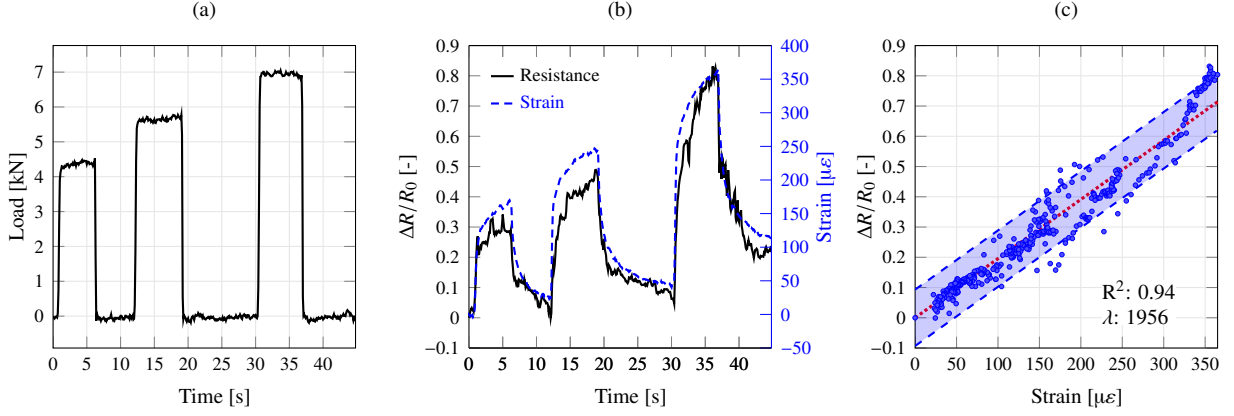 (a)
(b)
(c)
7
6
5
4
3
2
1
0
Load [kN]
0 5 10 15 20 25 30 35 40
Time [s]
0.9
0.8
0.7
0.6
0.5
0.4
0.3
0.2
0.1
0
−0.1
ΔR/R0 [-]
Resistance
Strain
400
350
300
250
200
150
100
50
0
−50
Strain [με]
0 5 10 15 20 25 30 35 40
Time [s]
0.9
0.8
0.7
0.6
0.5
0.4
0.3
0.2
0.1
0
−0.1
ΔR/R0 [-]
R²: 0.94
λ: 1956
0 50 100 150 200 250 300 350
Strain [με]